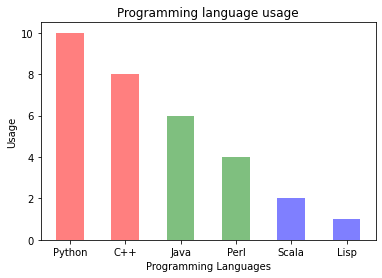 Programming language usage
10
8
6
4
2
0
Usage
Python C++ Java Perl Scala Lisp
Programming Languages